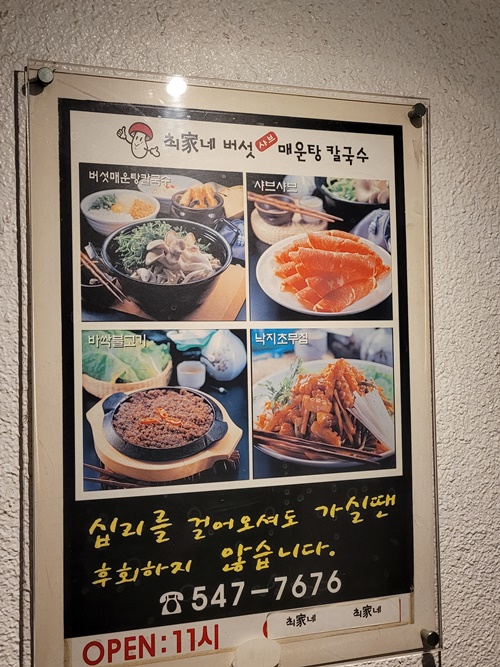 최家네 버섯 샤브 매운탕 칼국수
버섯매운탕칼국수
샤브샤브
바싹불고기
낙지초무침
십리를 걸어오셔도 가실땐
후회하지 않습니다.
☎547-7676
OPEN:11시
최家네 최家네